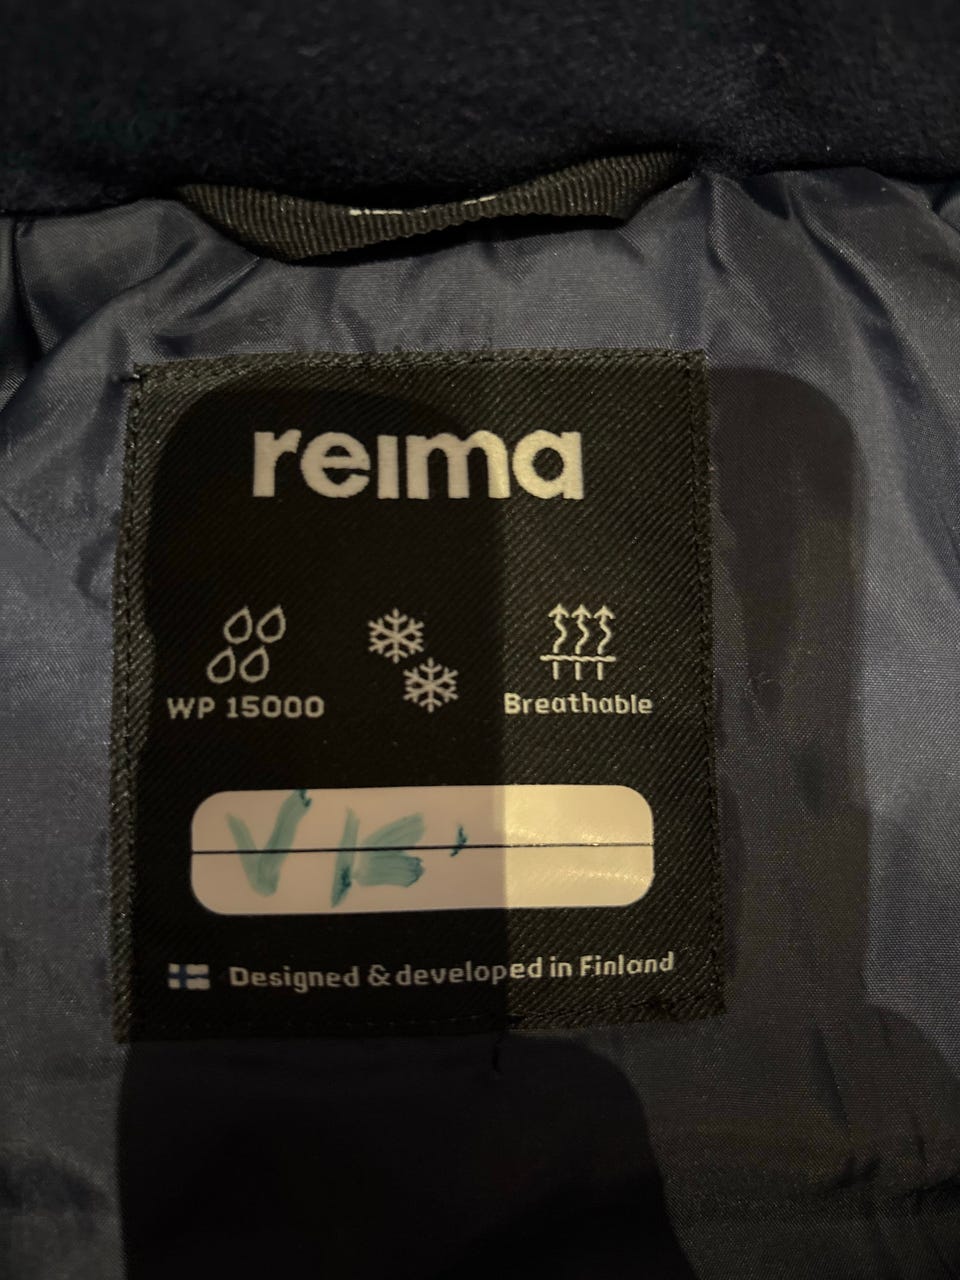 reima
WP 15000
Breathable
Designed & developed in Finland